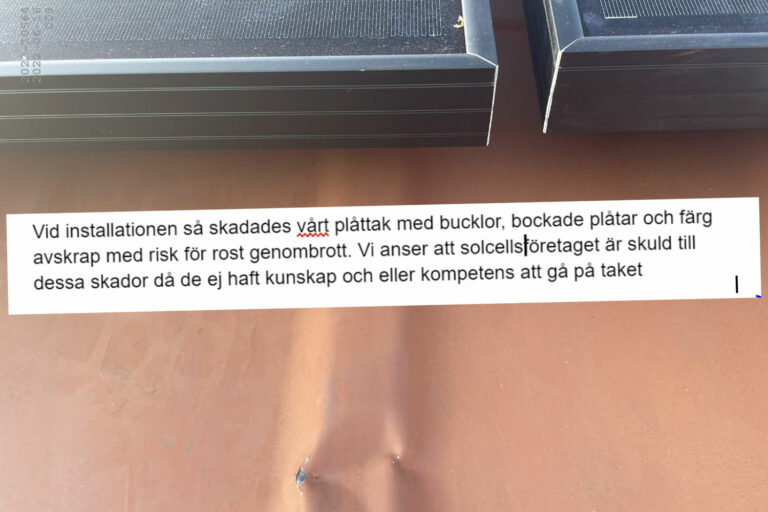 Vid installationen så skadades vårt plåttak med bucklor, bockade plåtar och färg
avskrap med risk för rost genombrott. Vi anser att solcellsföretaget är skuld till
dessa skador då de ej haft kunskap och eller kompetens att gå på taket